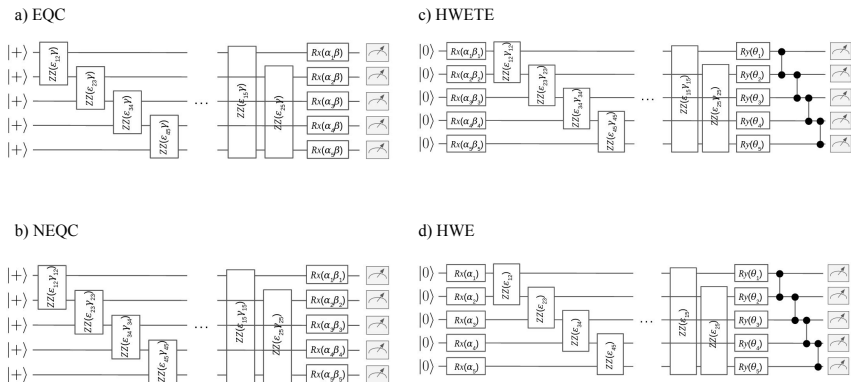 a) EQC
|+⟩ ZZ(ε₁₂γ) Rx(α₁β)
|+⟩ ZZ(ε₂₃γ) Rx(α₂β)
|+⟩ ZZ(ε₃₄γ) ... ZZ(ε₁₅γ) ZZ(ε₂₅γ) Rx(α₃β)
|+⟩ ZZ(ε₄₅γ) Rx(α₄β)
|+⟩ Rx(α₅β)
b) NEQC
|+⟩ ZZ(ε₁₂γ₁₂) Rx(α₁β₁)
|+⟩ ZZ(ε₂₃γ₂₃) Rx(α₂β₂)
|+⟩ ZZ(ε₃₄γ₃₄) ... ZZ(ε₁₅γ₁₅) ZZ(ε₂₅γ₂₅) Rx(α₃β₃)
|+⟩ ZZ(ε₄₅γ₄₅) Rx(α₄β₄)
|+⟩ Rx(α₅β₅)
c) HWETE
|0⟩ Rx(α₁β₁) ZZ(ε₁₂γ₁₂) Ry(θ₁)
|0⟩ Rx(α₂β₂) ZZ(ε₂₃γ₂₃) Ry(θ₂)
|0⟩ Rx(α₃β₃) ZZ(ε₃₄γ₃₄) ... ZZ(ε₁₅γ₁₅) ZZ(ε₂₅γ₂₅) Ry(θ₃)
|0⟩ Rx(α₄β₄) ZZ(ε₄₅γ₄₅) Ry(θ₄)
|0⟩ Rx(α₅β₅) Ry(θ₅)
d) HWE
|0⟩ Rx(α₁) ZZ(ε₁₂) Ry(θ₁)
|0⟩ Rx(α₂) ZZ(ε₂₃) Ry(θ₂)
|0⟩ Rx(α₃) ZZ(ε₃₄) ... ZZ(ε₁₅) ZZ(ε₂₅) Ry(θ₃)
|0⟩ Rx(α₄) ZZ(ε₄₅) Ry(θ₄)
|0⟩ Rx(α₅) Ry(θ₅)